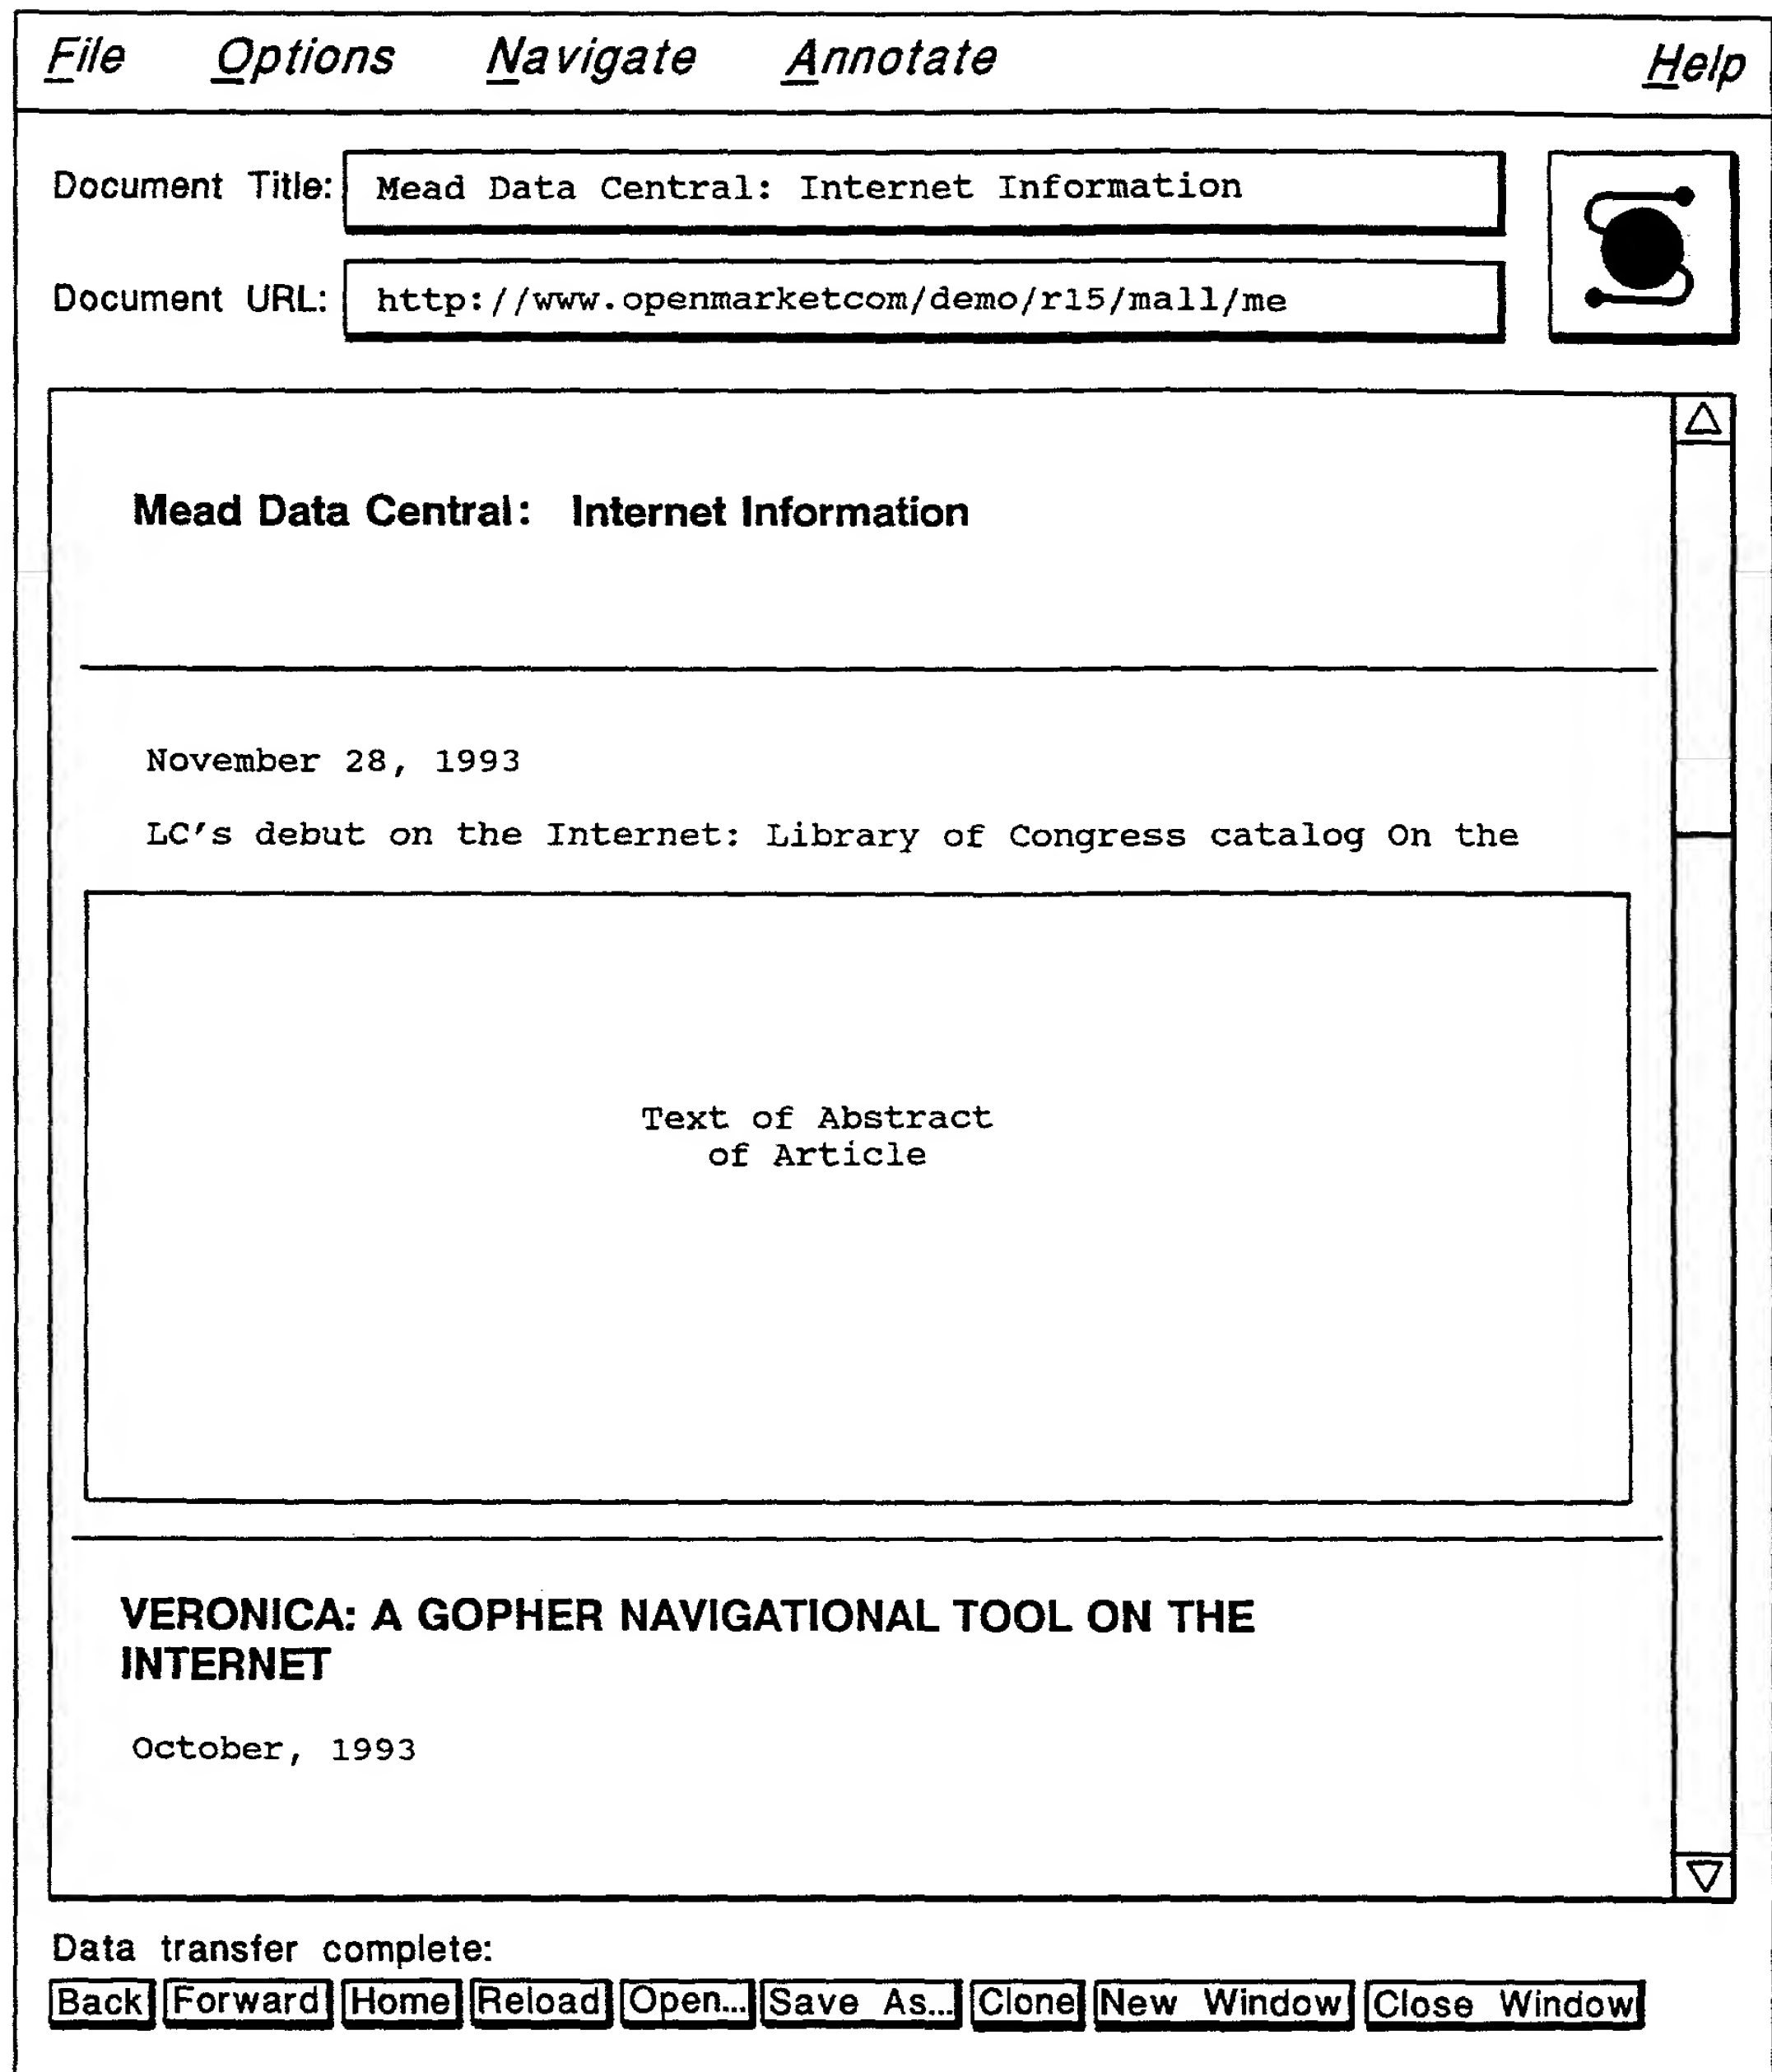 File Options Navigate Annotate Help
Document Title: Mead Data Central: Internet Information
Document URL: http://www.openmarketcom/demo/r15/mall/me
Mead Data Central: Internet Information
November 28, 1993
LC's debut on the Internet: Library of Congress catalog On the
Text of Abstract
of Article
VERONICA: A GOPHER NAVIGATIONAL TOOL ON THE
INTERNET
October, 1993
Data transfer complete:
Back Forward Home Reload Open... Save As... Clone New Window Close Window